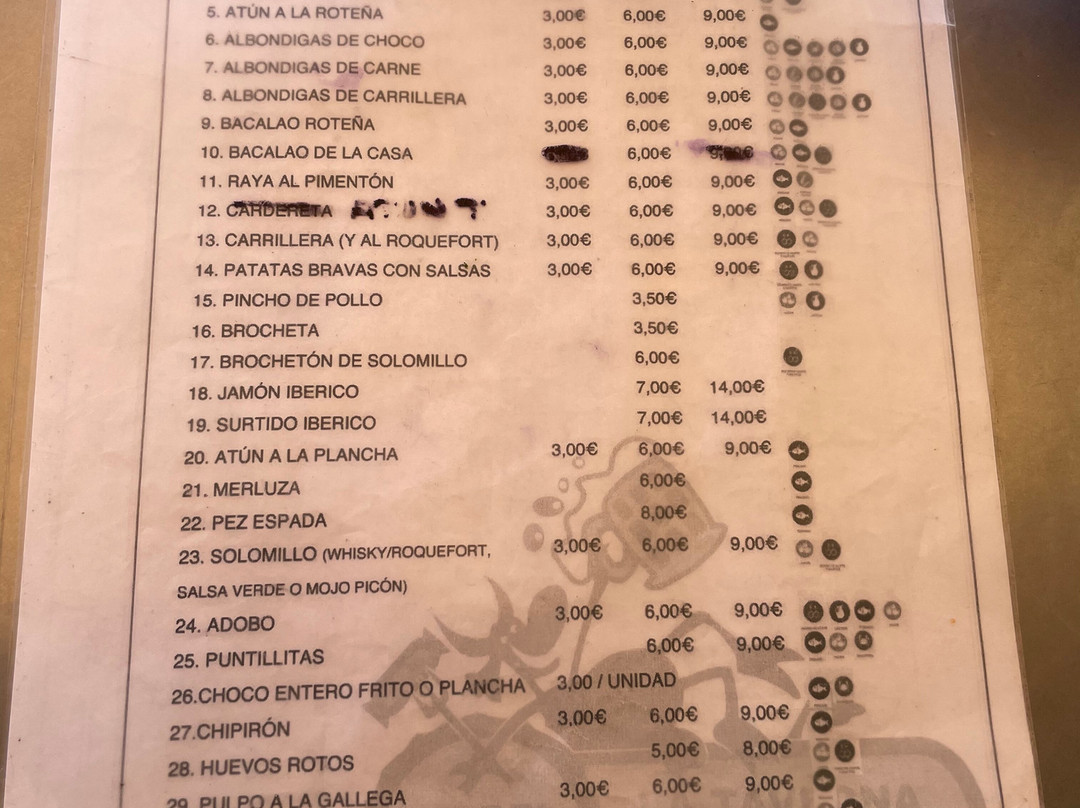 5. ATÚN A LA ROTEÑA 3,00€ 6,00€ 9,00€
6. ALBONDIGAS DE CHOCO 3,00€ 6,00€ 9,00€
7. ALBONDIGAS DE CARNE 3,00€ 6,00€ 9,00€
8. ALBONDIGAS DE CARRILLERA 3,00€ 6,00€ 9,00€
9. BACALAO ROTEÑA 3,00€ 6,00€ 9,00€
10. BACALAO DE LA CASA 6,00€
11. RAYA AL PIMENTÓN 3,00€ 6,00€ 9,00€
12. CARDERETA 3,00€ 6,00€ 9,00€
13. CARRILLERA (Y AL ROQUEFORT) 3,00€ 6,00€ 9,00€
14. PATATAS BRAVAS CON SALSAS 3,00€ 6,00€ 9,00€
15. PINCHO DE POLLO 3,50€
16. BROCHETA 3,50€
17. BROCHETÓN DE SOLOMILLO 6,00€
18. JAMÓN IBERICO 7,00€ 14,00€
19. SURTIDO IBERICO 7,00€ 14,00€
20. ATÚN A LA PLANCHA 3,00€ 6,00€ 9,00€
21. MERLUZA 6,00€
22. PEZ ESPADA 8,00€
23. SOLOMILLO (WHISKY/ROQUEFORT, 3,00€ 6,00€ 9,00€
SALSA VERDE O MOJO PICÓN)
24. ADOBO 3,00€ 6,00€ 9,00€
25. PUNTILLITAS 6,00€ 9,00€
26.CHOCO ENTERO FRITO O PLANCHA 3,00 / UNIDAD
27.CHIPIRÓN 3,00€ 6,00€ 9,00€
28. HUEVOS ROTOS 5,00€ 8,00€
29. PULPO A LA GALLEGA 3,00€ 6,00€ 9,00€